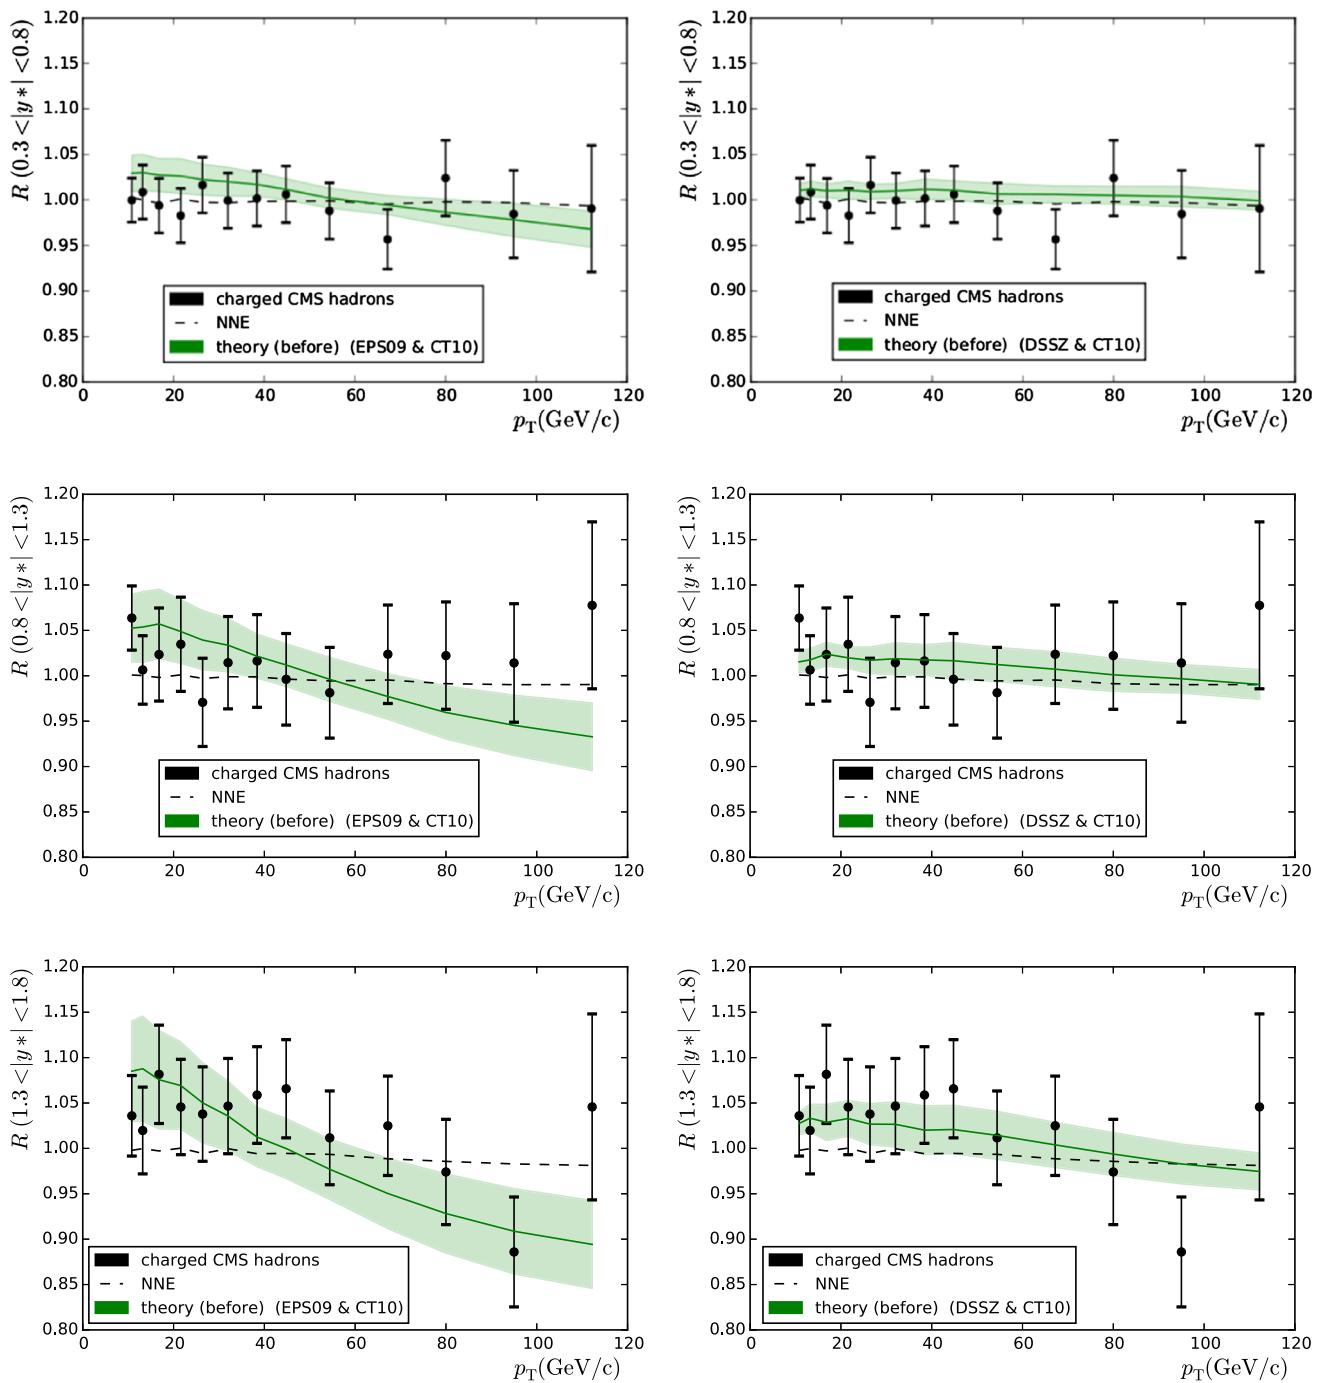 R (0.3 <|y*| <0.8)
1.20
1.15
1.10
1.05
1.00
0.95
0.90
0.85
0.80
charged CMS hadrons
NNE
theory (before) (EPS09 & CT10)
0 20 40 60 80 100 120
pT(GeV/c)
R (0.3 <|y*| <0.8)
1.20
1.15
1.10
1.05
1.00
0.95
0.90
0.85
0.80
charged CMS hadrons
NNE
theory (before) (DSSZ & CT10)
0 20 40 60 80 100 120
pT(GeV/c)
R (0.8 <|y*| <1.3)
1.20
1.15
1.10
1.05
1.00
0.95
0.90
0.85
0.80
charged CMS hadrons
NNE
theory (before) (EPS09 & CT10)
0 20 40 60 80 100 120
pT(GeV/c)
R (0.8 <|y*| <1.3)
1.20
1.15
1.10
1.05
1.00
0.95
0.90
0.85
0.80
charged CMS hadrons
NNE
theory (before) (DSSZ & CT10)
0 20 40 60 80 100 120
pT(GeV/c)
R (1.3 <|y*| <1.8)
1.20
1.15
1.10
1.05
1.00
0.95
0.90
0.85
0.80
charged CMS hadrons
NNE
theory (before) (EPS09 & CT10)
0 20 40 60 80 100 120
pT(GeV/c)
R (1.3 <|y*| <1.8)
1.20
1.15
1.10
1.05
1.00
0.95
0.90
0.85
0.80
charged CMS hadrons
NNE
theory (before) (DSSZ & CT10)
0 20 40 60 80 100 120
pT(GeV/c)